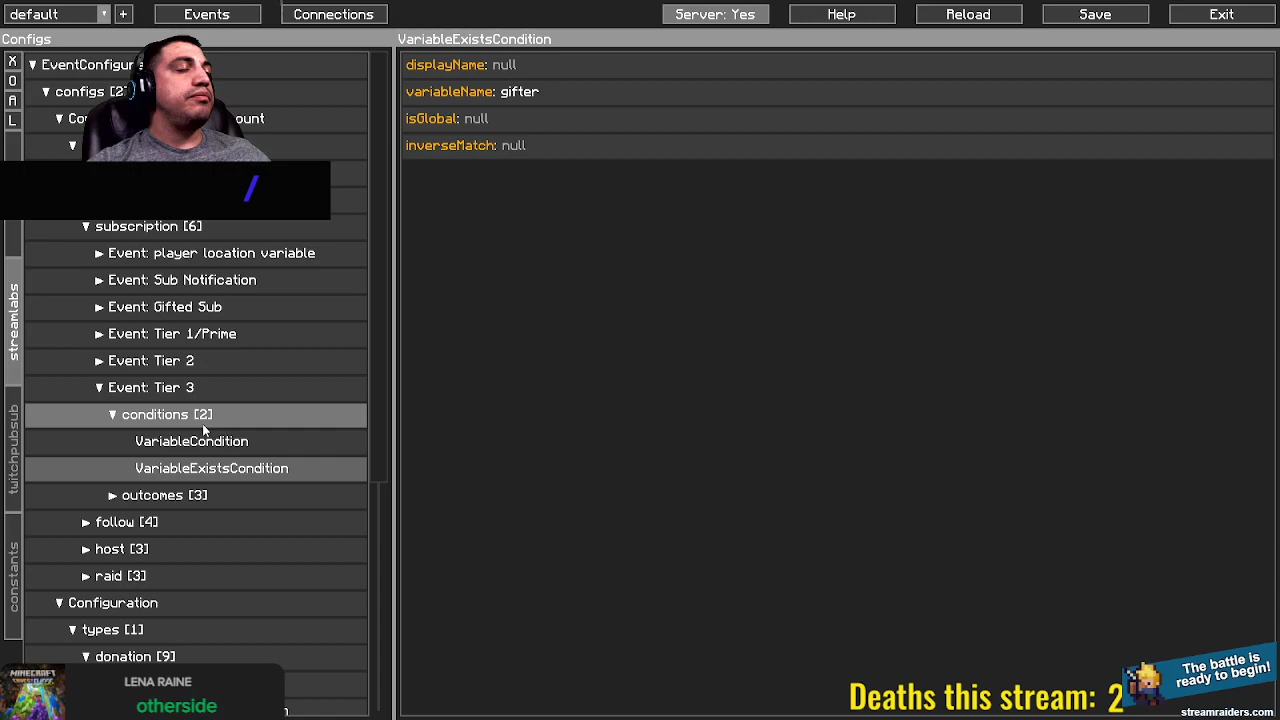 default
+
Events
Connections
Server: Yes
Help
Reload
Save
Exit
Configs
VariableExistsCondition
X
O
A
L
streamlabs
twitchpubsub
constants
configs [2
ount
subscription [6]
Event: player location variable
Event: Sub Notification
Event: Gifted Sub
Event: Tier 1/Prime
Event: Tier 2
Event: Tier 3
conditions [2]
VariableCondition
VariableExistsCondition
outcomes [3]
follow [4]
host [3]
raid [3]
Configuration
types [1]
donation [9]
displayName: null
variableName: gifter
isGlobal: null
inverseMatch: null
/
MINECRAFT
LENA RAINE
otherside
Deaths this stream: 2
The battle is
ready to begin!
streamraiders.com